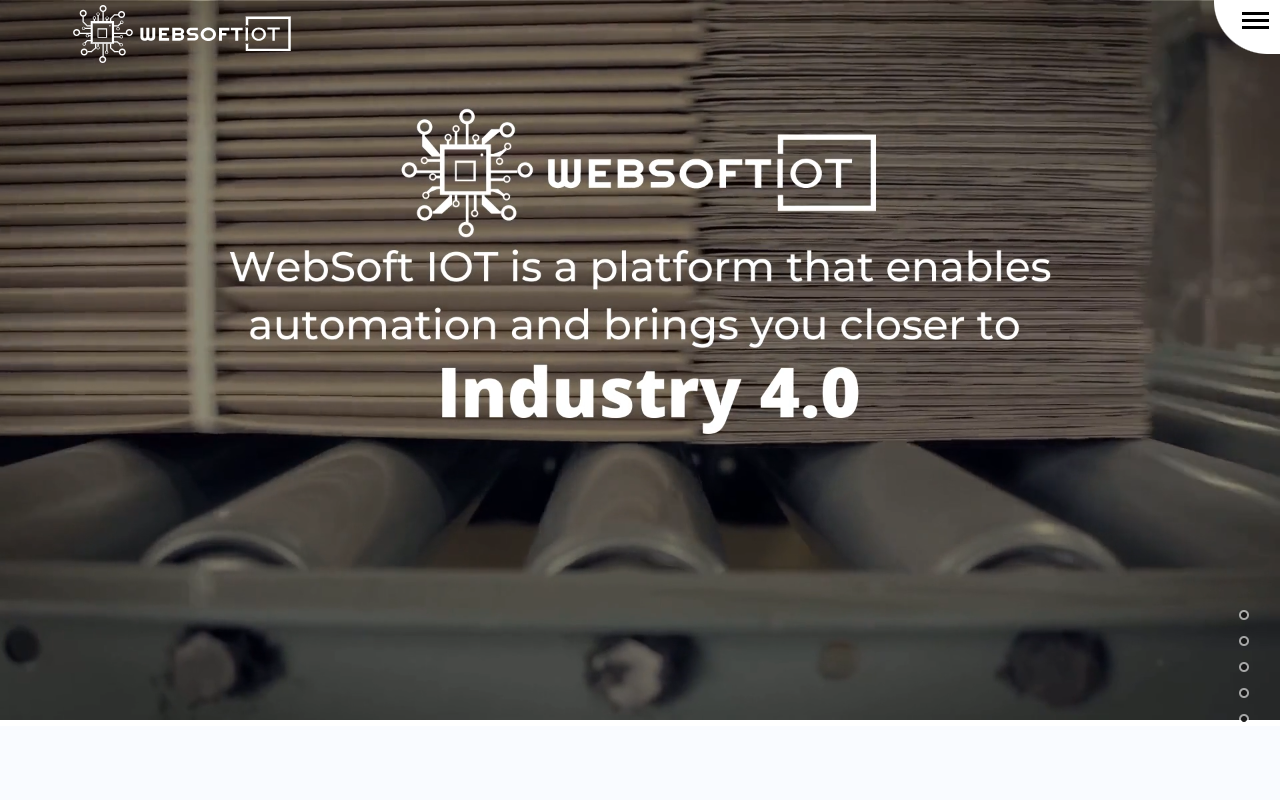 WEBSOFT IOT
WEBSOFT IOT
WebSoft IOT is a platform that enables
automation and brings you closer to
Industry 4.0